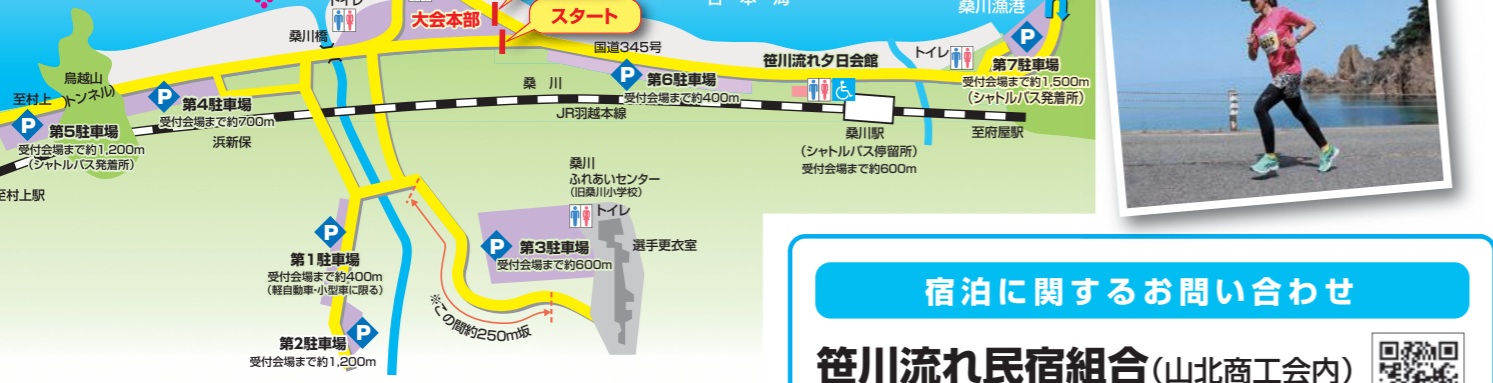 トイレ
大会本部
スタート
日本海
桑川漁港
桑川橋
国道345号
笹川流れ夕日会館
トイレ
P
第7駐車場
受付会場まで約1,500m
(シャトルバス発着所)
鳥越山
(トンネル)
至村上
P
第4駐車場
受付会場まで約700m
P
第6駐車場
受付会場まで約400m
桑川
JR羽越本線
P
第5駐車場
受付会場まで約1,200m
(シャトルバス発着所)
浜新保
桑川駅
(シャトルバス停留所)
受付会場まで約600m
至府屋駅
至村上駅
桑川
ふれあいセンター
(旧桑川小学校)
トイレ
選手更衣室
P
第3駐車場
受付会場まで約600m
P
第1駐車場
受付会場まで約400m
(軽自動車・小型車に限る)
※この間約250m坂
P
第2駐車場
受付会場まで約1,200m
宿泊に関するお問い合わせ
笹川流れ民宿組合(山北商工会内)